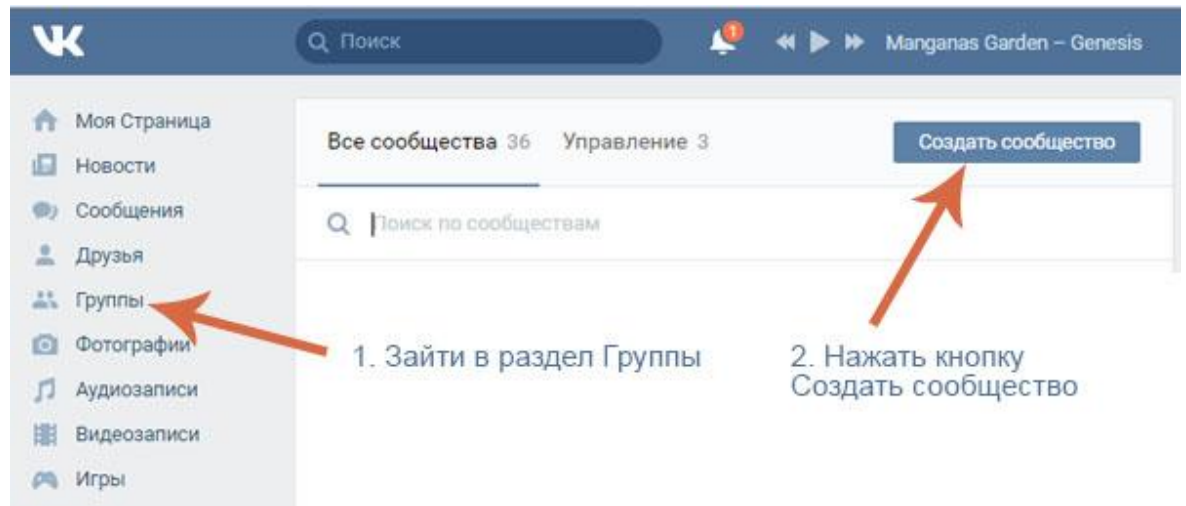 Поиск
1
Manganas Garden – Genesis
Моя Страница
Новости
Сообщения
Друзья
Группы
Фотографии
Аудиозаписи
Видеозаписи
Игры
Все сообщества 36 Управление 3
Создать сообщество
Поиск по сообществам
1. Зайти в раздел Группы
2. Нажать кнопку
Создать сообщество